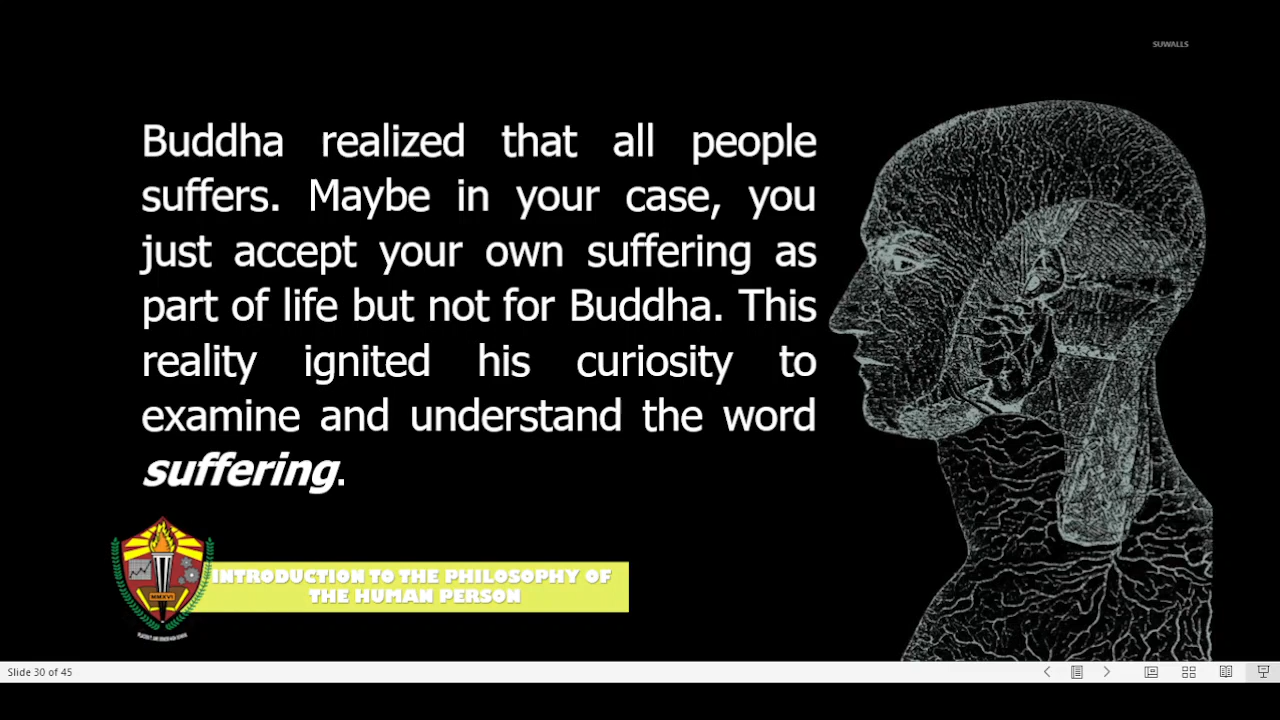 SUWALLS
Buddha realized that all people
suffers. Maybe in your case, you
just accept your own suffering as
part of life but not for Buddha. This
reality ignited his curiosity to
examine and understand the word
suffering.
MMXVI
INTRODUCTION TO THE PHILOSOPHY OF
THE HUMAN PERSON
Slide 30 of 45